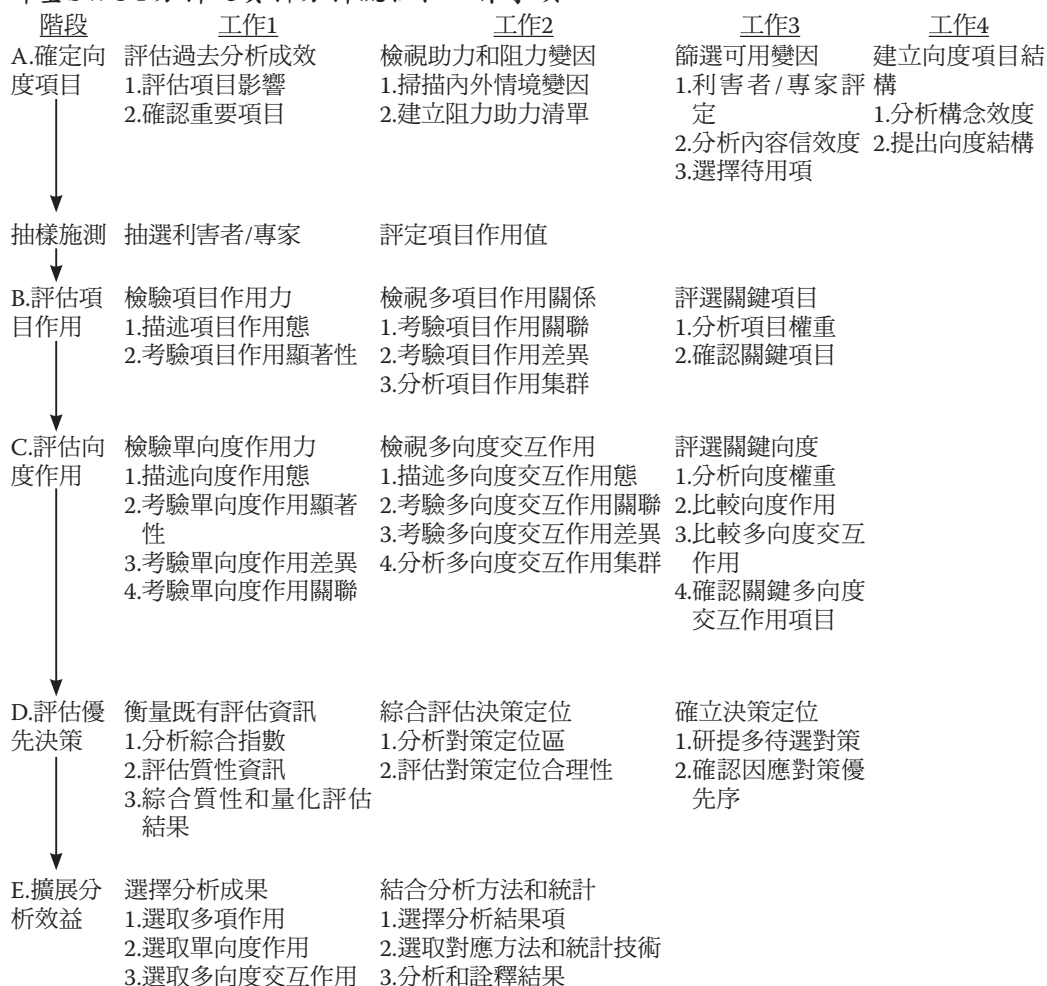 階段 工作1 工作2 工作3 工作4
A.確定向 評估過去分析成效 檢視助力和阻力變因 篩選可用變因 建立向度項目結
度項目 1.評估項目影響 1.掃描內外情境變因 1.利害者/專家評 構
2.確認重要項目 2.建立阻力助力清單 定 1.分析構念效度
2.分析內容信效度 2.提出向度結構
3.選擇待用項
抽樣施測 抽選利害者/專家 評定項目作用值
B.評估項 檢驗項目作用力 檢視多項目作用關係 評選關鍵項目
目作用 1.描述項目作用態 1.考驗項目作用關聯 1.分析項目權重
2.考驗項目作用顯著性 2.考驗項目作用差異 2.確認關鍵項目
3.分析項目作用集群
C.評估向 檢驗單向度作用力 檢視多向度交互作用 評選關鍵向度
度作用 1.描述向度作用態 1.描述多向度交互作用態 1.分析向度權重
2.考驗單向度作用顯著 2.考驗多向度交互作用關聯 2.比較向度作用
性 3.考驗多向度交互作用差異 3.比較多向度交互
3.考驗單向度作用差異 4.分析多向度交互作用集群 作用
4.考驗單向度作用關聯 4.確認關鍵多向度
交互作用項目
D.評估優 衡量既有評估資訊 綜合評估決策定位 確立決策定位
先決策 1.分析綜合指數 1.分析對策定位區 1.研提多待選對策
2.評估質性資訊 2.評估對策定位合理性 2.確認因應對策優
3.綜合質性和量化評估 先序
結果
E.擴展分 選擇分析成果 結合分析方法和統計
析效益 1.選取多項作用 1.選擇分析結果項
2.選取單向度作用 2.選取對應方法和統計技術
3.選取多向度交互作用 3.分析和詮釋結果